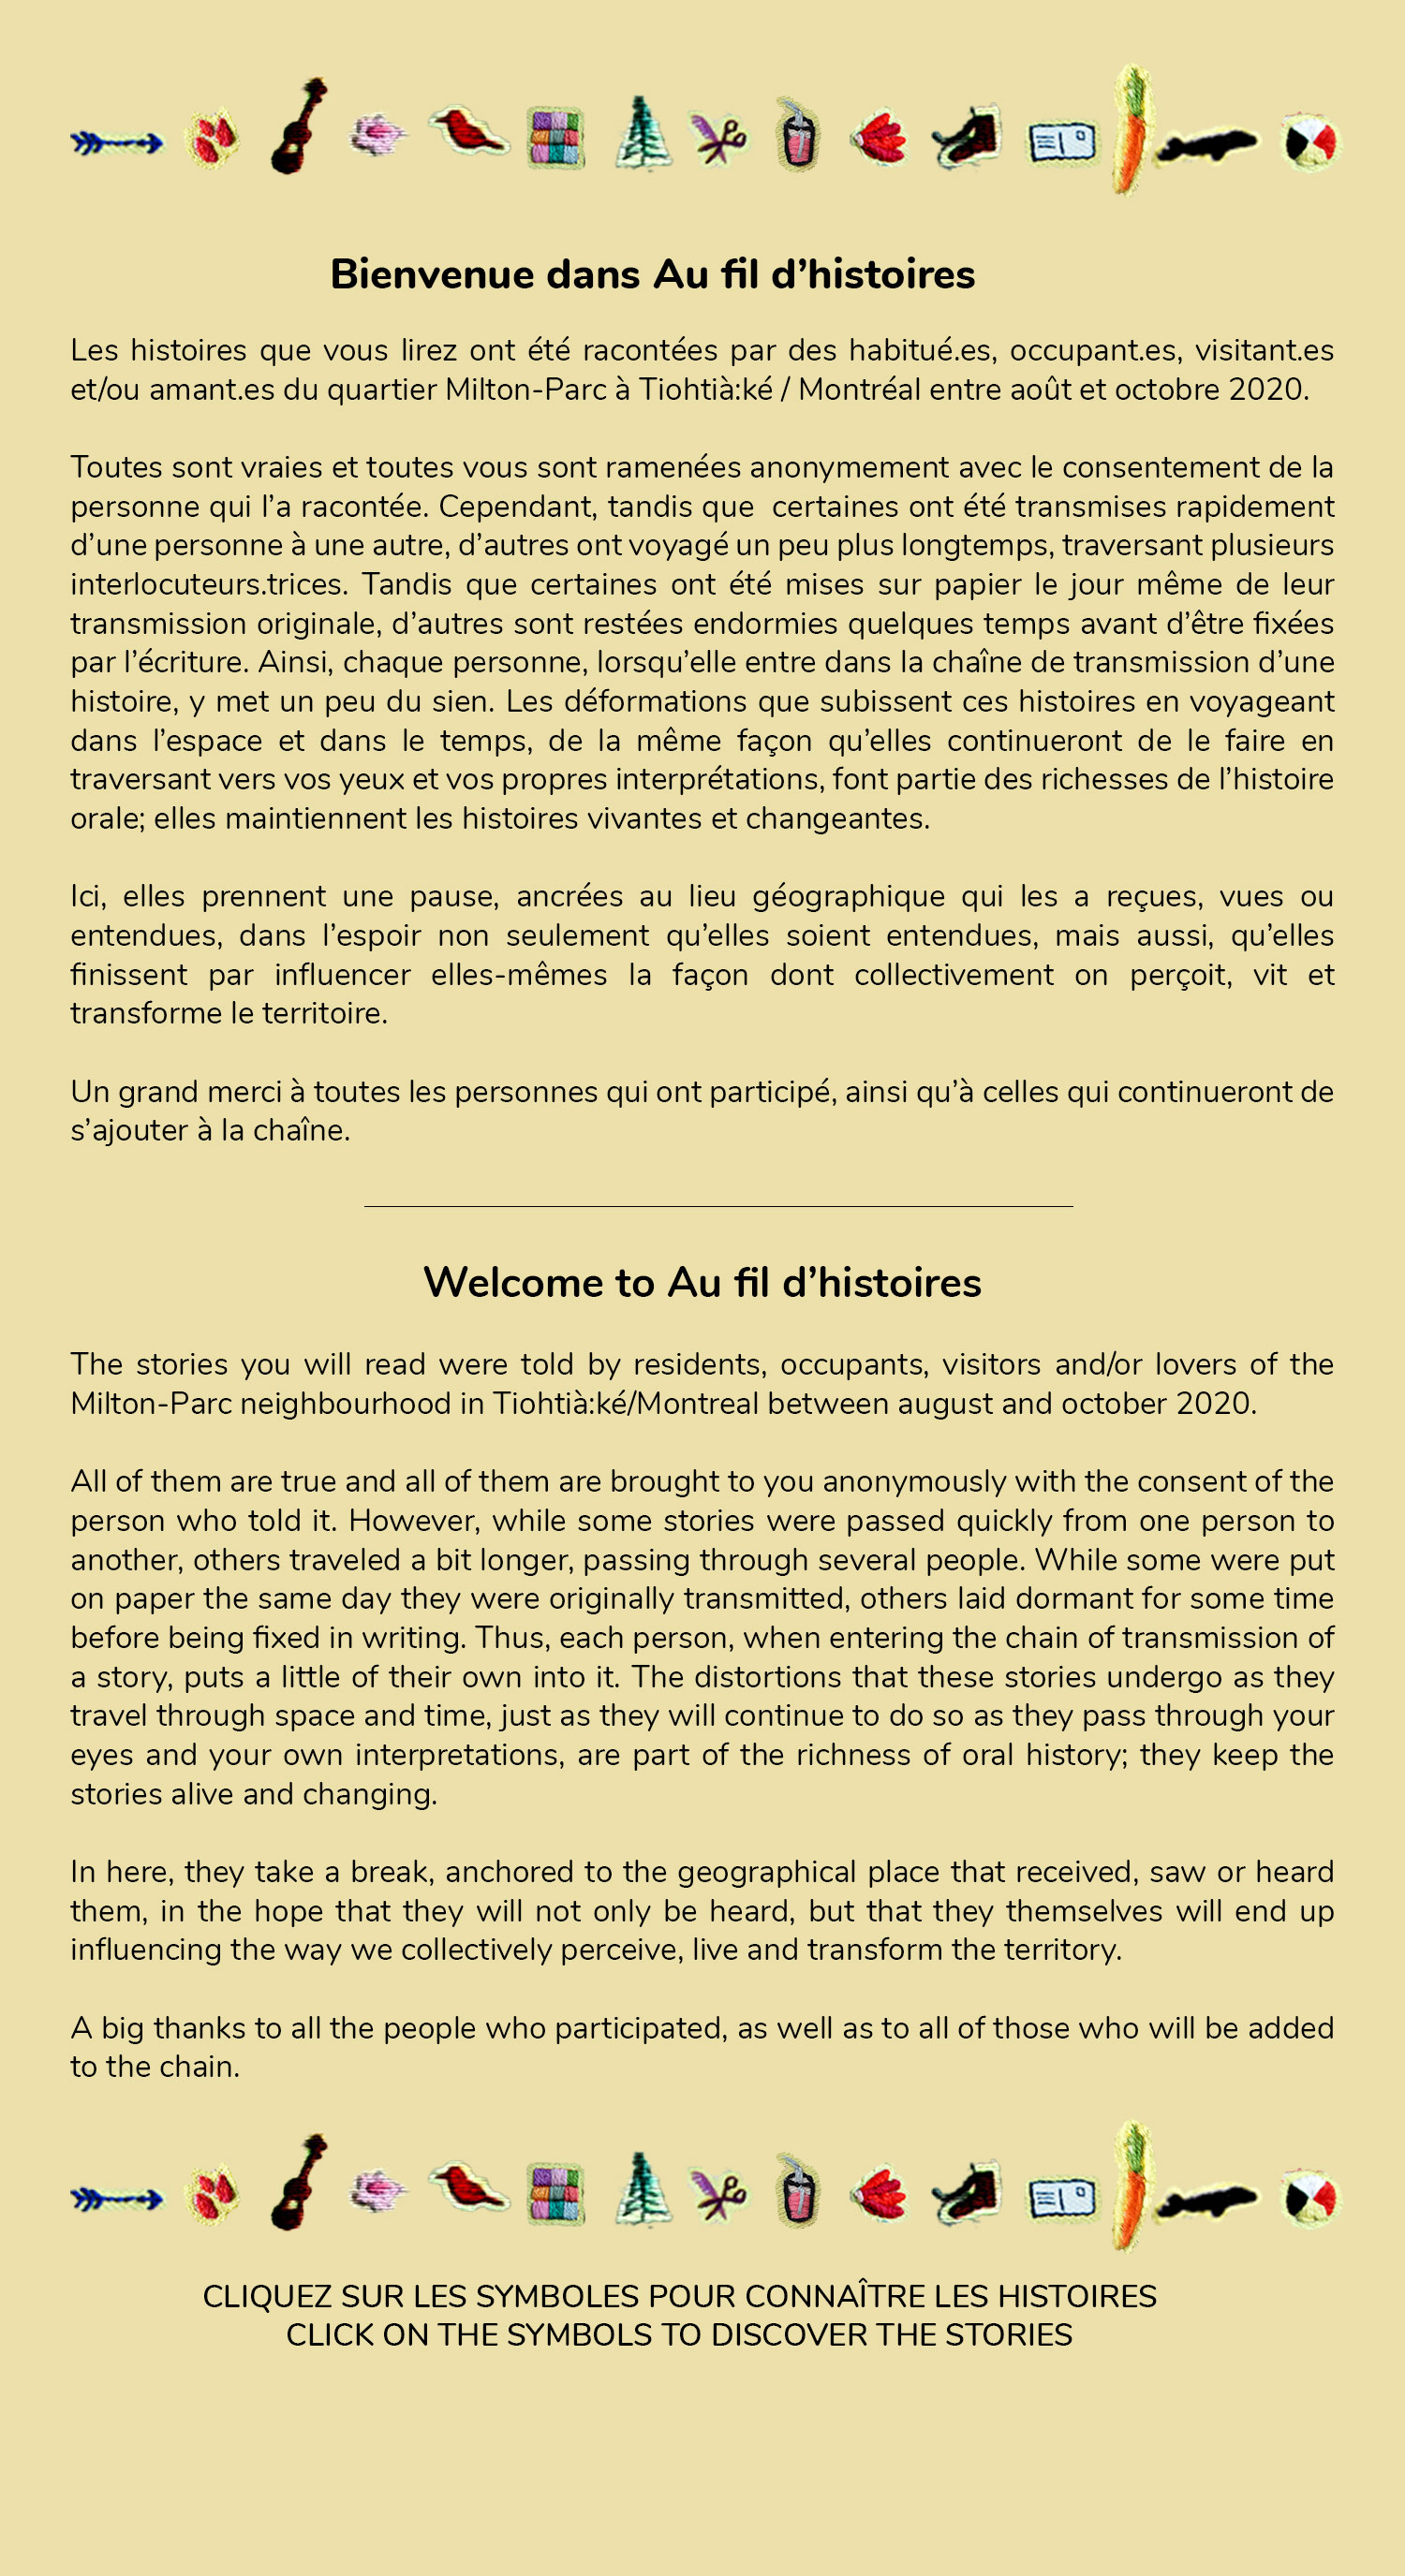 Bienvenue dans Au fil d’histoires
Les histoires que vous lirez ont été racontées par des habitué.es, occupant.es, visitant.es
et/ou amant.es du quartier Milton-Parc à Tiohtià:ké / Montréal entre août et octobre 2020.
Toutes sont vraies et toutes vous sont ramenées anonymement avec le consentement de la
personne qui l’a racontée. Cependant, tandis que  certaines ont été transmises rapidement
d’une personne à une autre, d’autres ont voyagé un peu plus longtemps, traversant plusieurs
interlocuteurs.trices. Tandis que certaines ont été mises sur papier le jour même de leur
transmission originale, d’autres sont restées endormies quelques temps avant d’être fixées
par l’écriture. Ainsi, chaque personne, lorsqu’elle entre dans la chaîne de transmission d’une
histoire, y met un peu du sien. Les déformations que subissent ces histoires en voyageant
dans l’espace et dans le temps, de la même façon qu’elles continueront de le faire en
traversant vers vos yeux et vos propres interprétations, font partie des richesses de l’histoire
orale; elles maintiennent les histoires vivantes et changeantes.
Ici, elles prennent une pause, ancrées au lieu géographique qui les a reçues, vues ou
entendues, dans l’espoir non seulement qu’elles soient entendues, mais aussi, qu’elles
finissent par influencer elles-mêmes la façon dont collectivement on perçoit, vit et
transforme le territoire.
Un grand merci à toutes les personnes qui ont participé, ainsi qu’à celles qui continueront de
s’ajouter à la chaîne.
Welcome to Au fil d’histoires
The stories you will read were told by residents, occupants, visitors and/or lovers of the
Milton-Parc neighbourhood in Tiohtià:ké/Montreal between august and october 2020.
All of them are true and all of them are brought to you anonymously with the consent of the
person who told it. However, while some stories were passed quickly from one person to
another, others traveled a bit longer, passing through several people. While some were put
on paper the same day they were originally transmitted, others laid dormant for some time
before being fixed in writing. Thus, each person, when entering the chain of transmission of
a story, puts a little of their own into it. The distortions that these stories undergo as they
travel through space and time, just as they will continue to do so as they pass through your
eyes and your own interpretations, are part of the richness of oral history; they keep the
stories alive and changing.
In here, they take a break, anchored to the geographical place that received, saw or heard
them, in the hope that they will not only be heard, but that they themselves will end up
influencing the way we collectively perceive, live and transform the territory.
A big thanks to all the people who participated, as well as to all of those who will be added
to the chain.
CLIQUEZ SUR LES SYMBOLES POUR CONNAÎTRE LES HISTOIRES
CLICK ON THE SYMBOLS TO DISCOVER THE STORIES